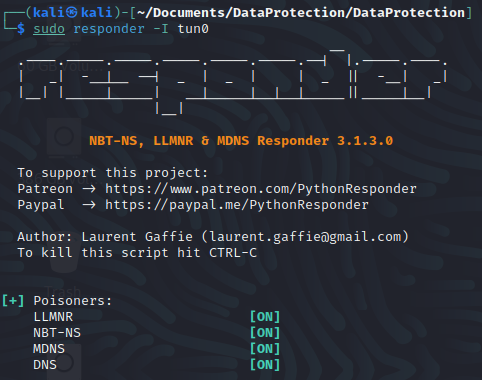 (kali㉿kali)-[~/Documents/DataProtection/DataProtection]
$ sudo responder -I tun0
NBT-NS, LLMNR & MDNS Responder 3.1.3.0
To support this project:
Patreon -> https://www.patreon.com/PythonResponder
Paypal -> https://paypal.me/PythonResponder
Author: Laurent Gaffie (laurent.gaffie@gmail.com)
To kill this script hit CTRL-C
[+] Poisoners:
LLMNR [ON]
NBT-NS [ON]
MDNS [ON]
DNS [ON]